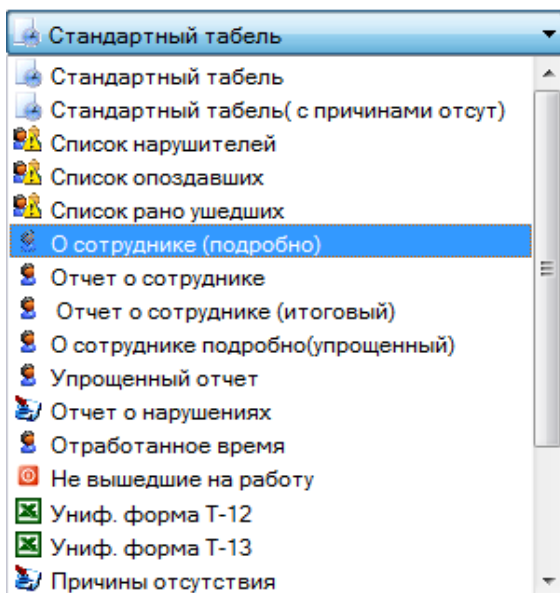 Стандартный табель
Стандартный табель
Стандартный табель( с причинами отсут)
Список нарушителей
Список опоздавших
Список рано ушедших
О сотруднике (подробно)
Отчет о сотруднике
Отчет о сотруднике (итоговый)
О сотруднике подробно(упрощенный)
Упрощенный отчет
Отчет о нарушениях
Отработанное время
Не вышедшие на работу
Униф. форма Т-12
Униф. форма Т-13
Причины отсутствия